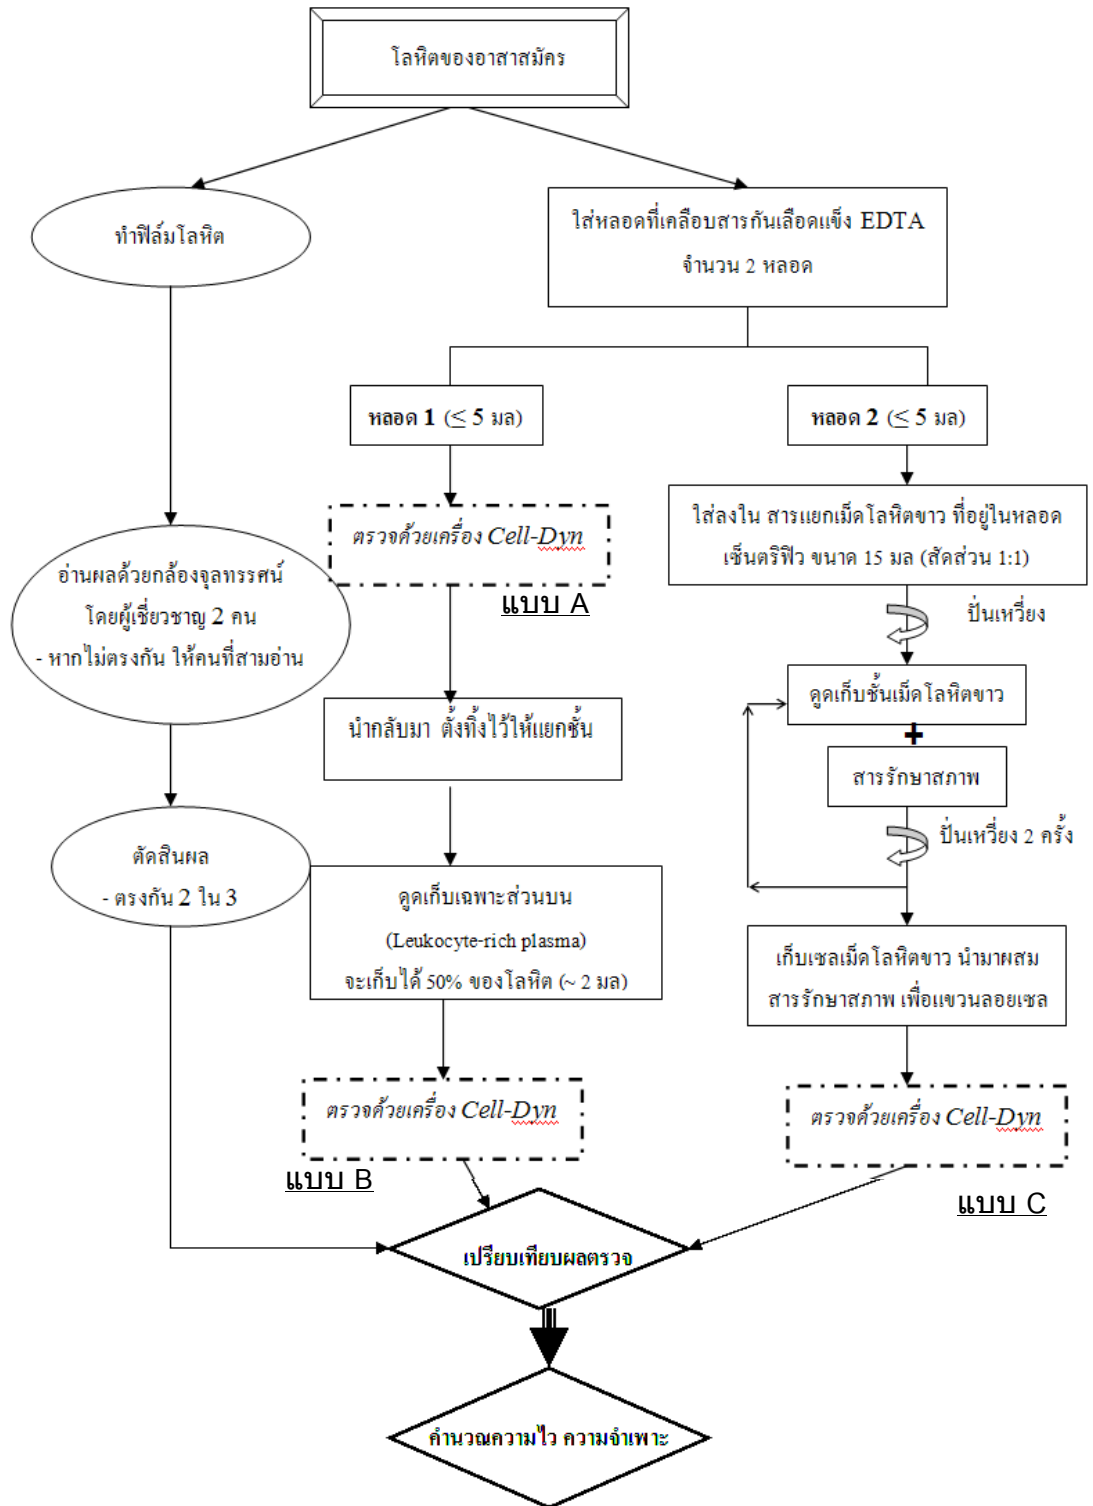 โลหิตของอาสาสมัคร
ทำฟิล์มโลหิต
ใส่หลอดที่เคลือบสารกันเลือดแข็ง EDTA
จำนวน 2 หลอด
หลอด 1 (≤ 5 มล)
หลอด 2 (≤ 5 มล)
ตรวจด้วยเครื่อง Cell-Dyn
แบบ A
ใส่ลงใน สารแยกเม็ดโลหิตขาว ที่อยู่ในหลอด
เซ็นตริฟิว ขนาด 15 มล (สัดส่วน 1:1)
อ่านผลด้วยกล้องจุลทรรศน์
โดยผู้เชี่ยวชาญ 2 คน
- หากไม่ตรงกัน ให้คนที่สามอ่าน
ปั่นเหวี่ยง
นำกลับมา ตั้งทิ้งไว้ให้แยกชั้น
ดูดเก็บชั้นเม็ดโลหิตขาว
+
สารรักษาสภาพ
ปั่นเหวี่ยง 2 ครั้ง
ตัดสินผล
- ตรงกัน 2 ใน 3
ดูดเก็บเฉพาะส่วนบน
(Leukocyte-rich plasma)
จะเก็บได้ 50% ของโลหิต (~ 2 มล)
เก็บเซลเม็ดโลหิตขาว นำมาผสม
สารรักษาสภาพ เพื่อแขวนลอยเซล
ตรวจด้วยเครื่อง Cell-Dyn
แบบ B
ตรวจด้วยเครื่อง Cell-Dyn
แบบ C
เปรียบเทียบผลตรวจ
คำนวณความไว ความจำเพาะ